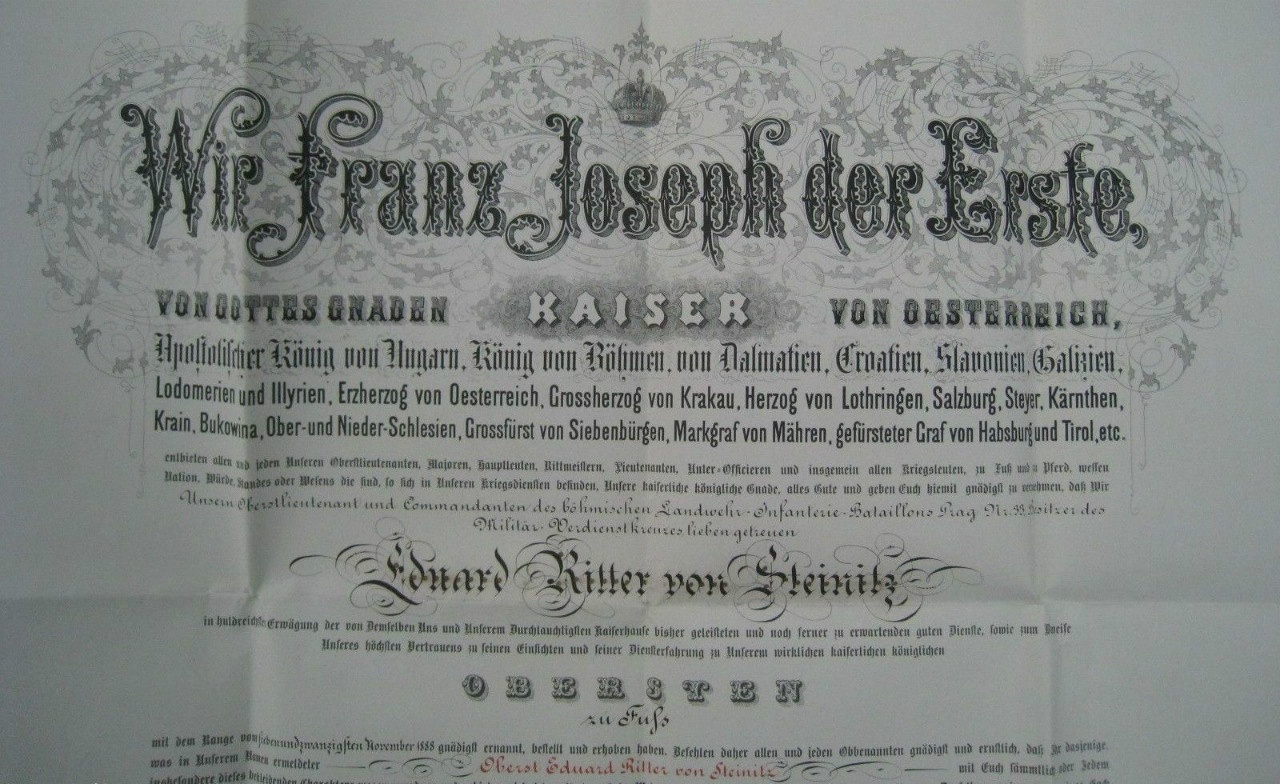 Wir Franz Joseph der Erste,
VON GOTTES GNADEN KAISER VON OESTERREICH,
Apostolischer König von Ungarn, König von Böhmen, von Dalmatien, Croatien, Slavonien, Galizien,
Lodomerien und Illyrien, Erzherzog von Oesterreich, Grossherzog von Krakau, Herzog von Lothringen, Salzburg, Steyer, Kärnthen,
Krain, Bukowina, Ober-und Nieder-Schlesien, Grossfürst von Siebenbürgen, Markgraf von Mähren, gefürsteter Graf von Habsburg und Tirol, etc.
entbieten allen und jeden Unseren Oberstlieutenanten, Majoren, Hauptleuten, Rittmeistern, Lieutenanten, Unter-Officieren und insgemein allen Kriegsleuten, zu Fuß und zu Pferd, wessen
Nation, Würde, Standes oder Wesens die sind, so sich in Unseren Kriegsdiensten befinden, Unsere kaiserliche königliche Gnade, alles Gute und geben Euch hiemit gnädigst zu vernehmen, daß Wir
Unsern Oberstlieutenant und Commandanten des böhmischen Landwehr-Infanterie-Bataillons Prag Nr. 33, Besitzer des
Militär-Verdienstkreuzes lieben getreuen
Eduard Ritter von Steinitz
in huldreichster Erwägung der von Demselben Uns und Unserem Durchlauchtigsten Kaiserhause bisher geleisteten und noch ferner zu erwartenden guten Dienste, sowie zum Beweise
Unseres höchsten Vertrauens zu seinen Einsichten und seiner Diensterfahrung zu Unserem wirklichen kaiserlichen königlichen
OBERSTEN
zu Fuss
mit dem Range vom siebenundzwanzigsten November 1888 gnädigst ernannt, bestellt und erhoben haben. Befehlen daher allen und jeden Obbenannten gnädigst und ernstlich, daß Ihr dasjenige,
was in Unserem Namen ermeldeter Oberst Eduard Ritter von Steinitz mit Euch sämmtlich oder Jedem
insbesondere dieses